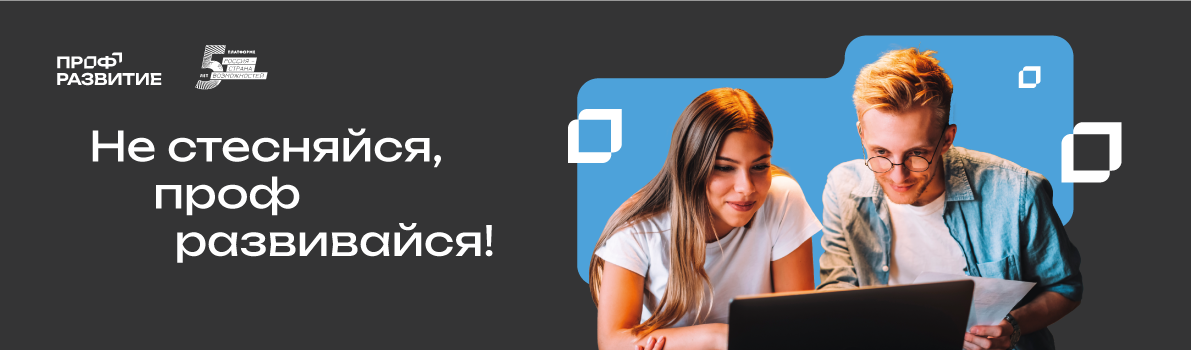 ПРОФ
РАЗВИТИЕ
5
ЛЕТ
ПЛАТФОРМЕ
РОССИЯ –
СТРАНА
ВОЗМОЖНОСТЕЙ
Не стесняйся,
проф
развивайся!